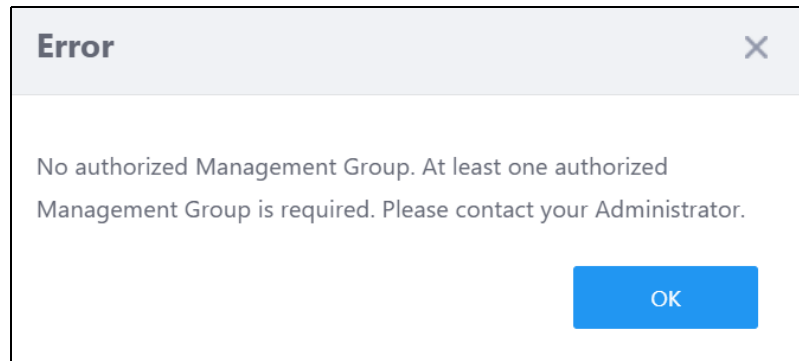 Error
No authorized Management Group. At least one authorized
Management Group is required. Please contact your Administrator.
OK